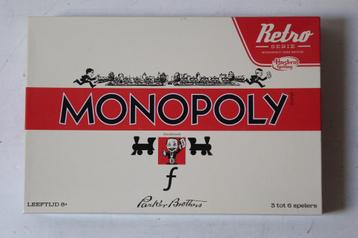 Retro
SERIE
Hasbro
Gaming
MONOPOLY
f
LEEFTIJD 8+
Parker Brothers
3 tot 6 spelers